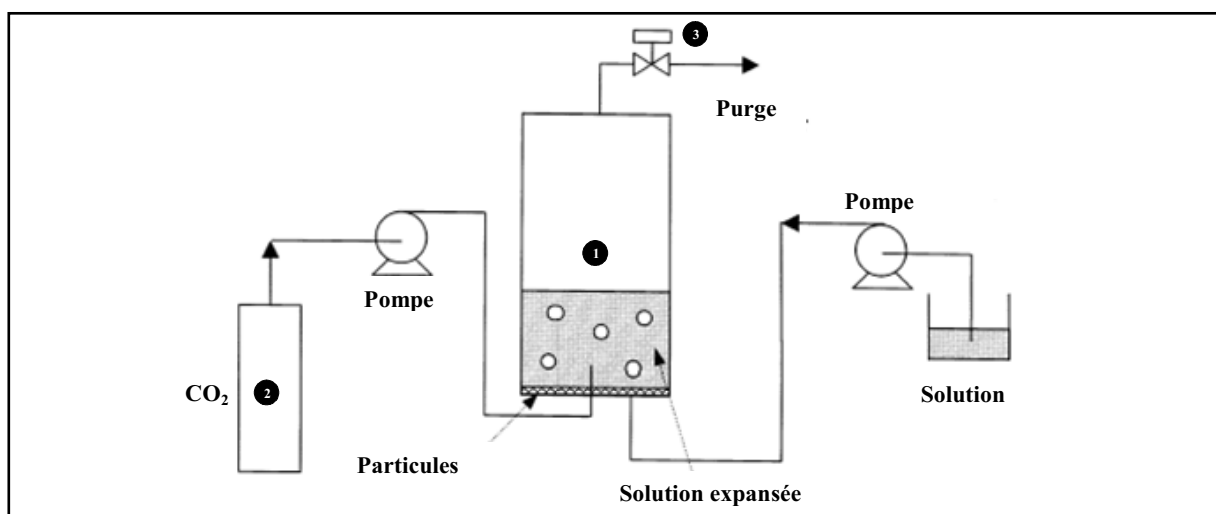 3
Purge
Pompe
1
Pompe
CO₂
2
Solution
Particules
Solution expansée